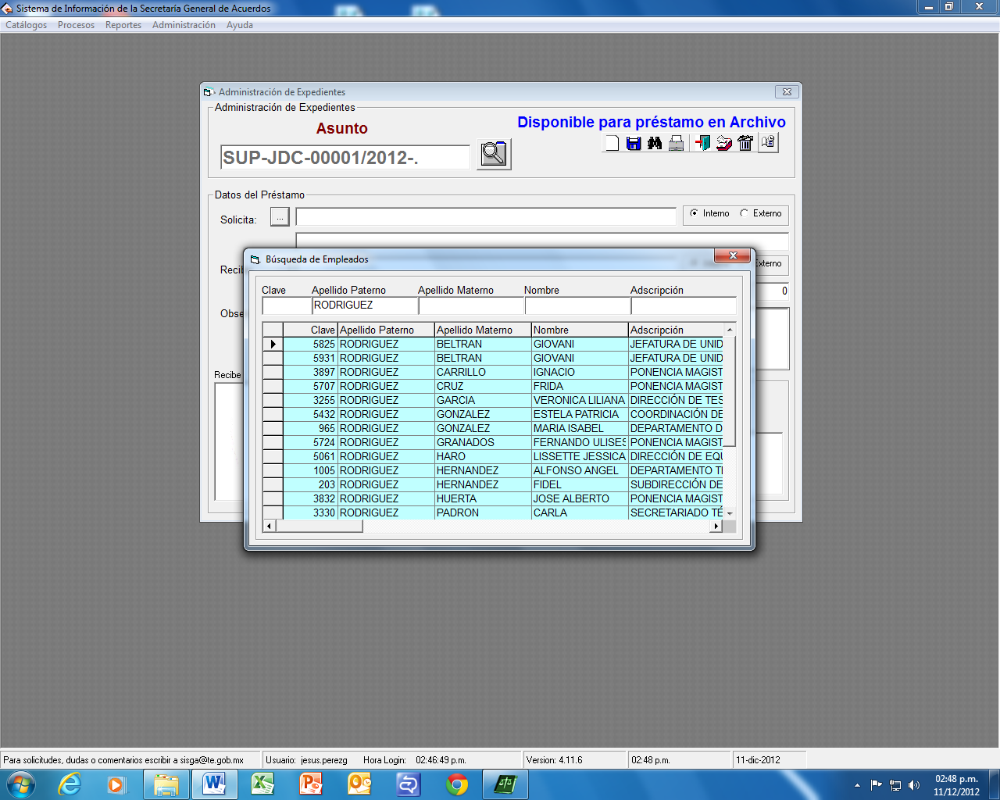 Sistema de Información de la Secretaría General de Acuerdos
Catálogos Procesos Reportes Administración Ayuda
Administración de Expedientes
Administración de Expedientes
Asunto
Disponible para préstamo en Archivo
SUP-JDC-00001/2012-.
Datos del Préstamo
Solicita: ... Interno Externo
Búsqueda de Empleados
Externo
0
Recibe
Clave Apellido Paterno Apellido Materno Nombre Adscripción
RODRIGUEZ
Clave Apellido Paterno Apellido Materno Nombre Adscripción
5825 RODRIGUEZ BELTRAN GIOVANI JEFATURA DE UNID
5931 RODRIGUEZ BELTRAN GIOVANI JEFATURA DE UNID
3897 RODRIGUEZ CARRILLO IGNACIO PONENCIA MAGIST
5707 RODRIGUEZ CRUZ FRIDA PONENCIA MAGIST
3255 RODRIGUEZ GARCIA VERONICA LILIANA DIRECCIÓN DE TES
5432 RODRIGUEZ GONZALEZ ESTELA PATRICIA COORDINACIÓN DE
965 RODRIGUEZ GONZALEZ MARIA ISABEL DEPARTAMENTO D
5724 RODRIGUEZ GRANADOS FERNANDO ULISES PONENCIA MAGIST
5061 RODRIGUEZ HARO LISSETTE JESSICA DIRECCIÓN DE EQU
1005 RODRIGUEZ HERNANDEZ ALFONSO ANGEL DEPARTAMENTO TI
203 RODRIGUEZ HERNANDEZ FIDEL SUBDIRECCIÓN DE
3832 RODRIGUEZ HUERTA JOSE ALBERTO PONENCIA MAGIST
3330 RODRIGUEZ PADRON CARLA SECRETARIADO TÉ
Para solicitudes, dudas o comentarios escribir a sisga@te.gob.mx Usuario: jesus.perezg Hora Login: 02:46:49 p.m. Version: 4.11.6 02:48 p.m. 11-dic-2012
02:48 p.m.
11/12/2012